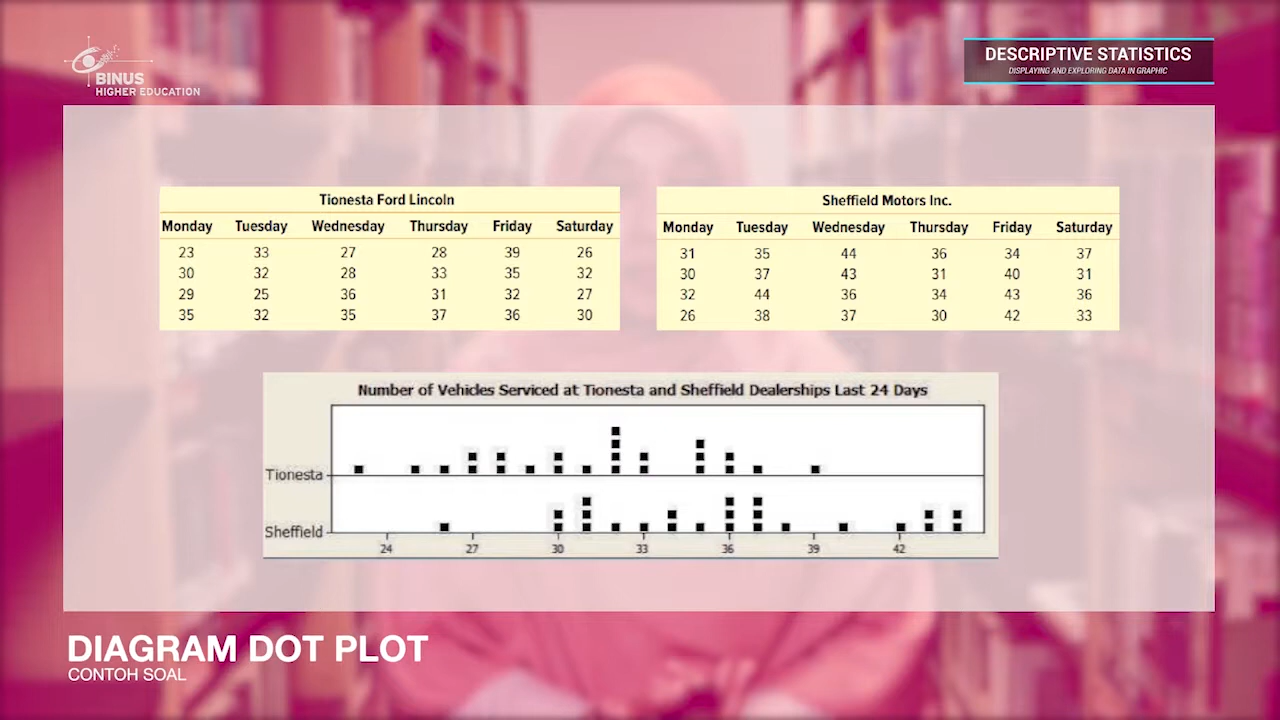 BINUS
HIGHER EDUCATION
DESCRIPTIVE STATISTICS
DISPLAYING AND EXPLORING DATA IN GRAPHIC
Tionesta Ford Lincoln
Monday Tuesday Wednesday Thursday Friday Saturday
23 33 27 28 39 26
30 32 28 33 35 32
29 25 36 31 32 27
35 32 35 37 36 30
Sheffield Motors Inc.
Monday Tuesday Wednesday Thursday Friday Saturday
31 35 44 36 34 37
30 37 43 31 40 31
32 44 36 34 43 36
26 38 37 30 42 33
Number of Vehicles Serviced at Tionesta and Sheffield Dealerships Last 24 Days
Tionesta
Sheffield
24 27 30 33 36 39 42
DIAGRAM DOT PLOT
CONTOH SOAL